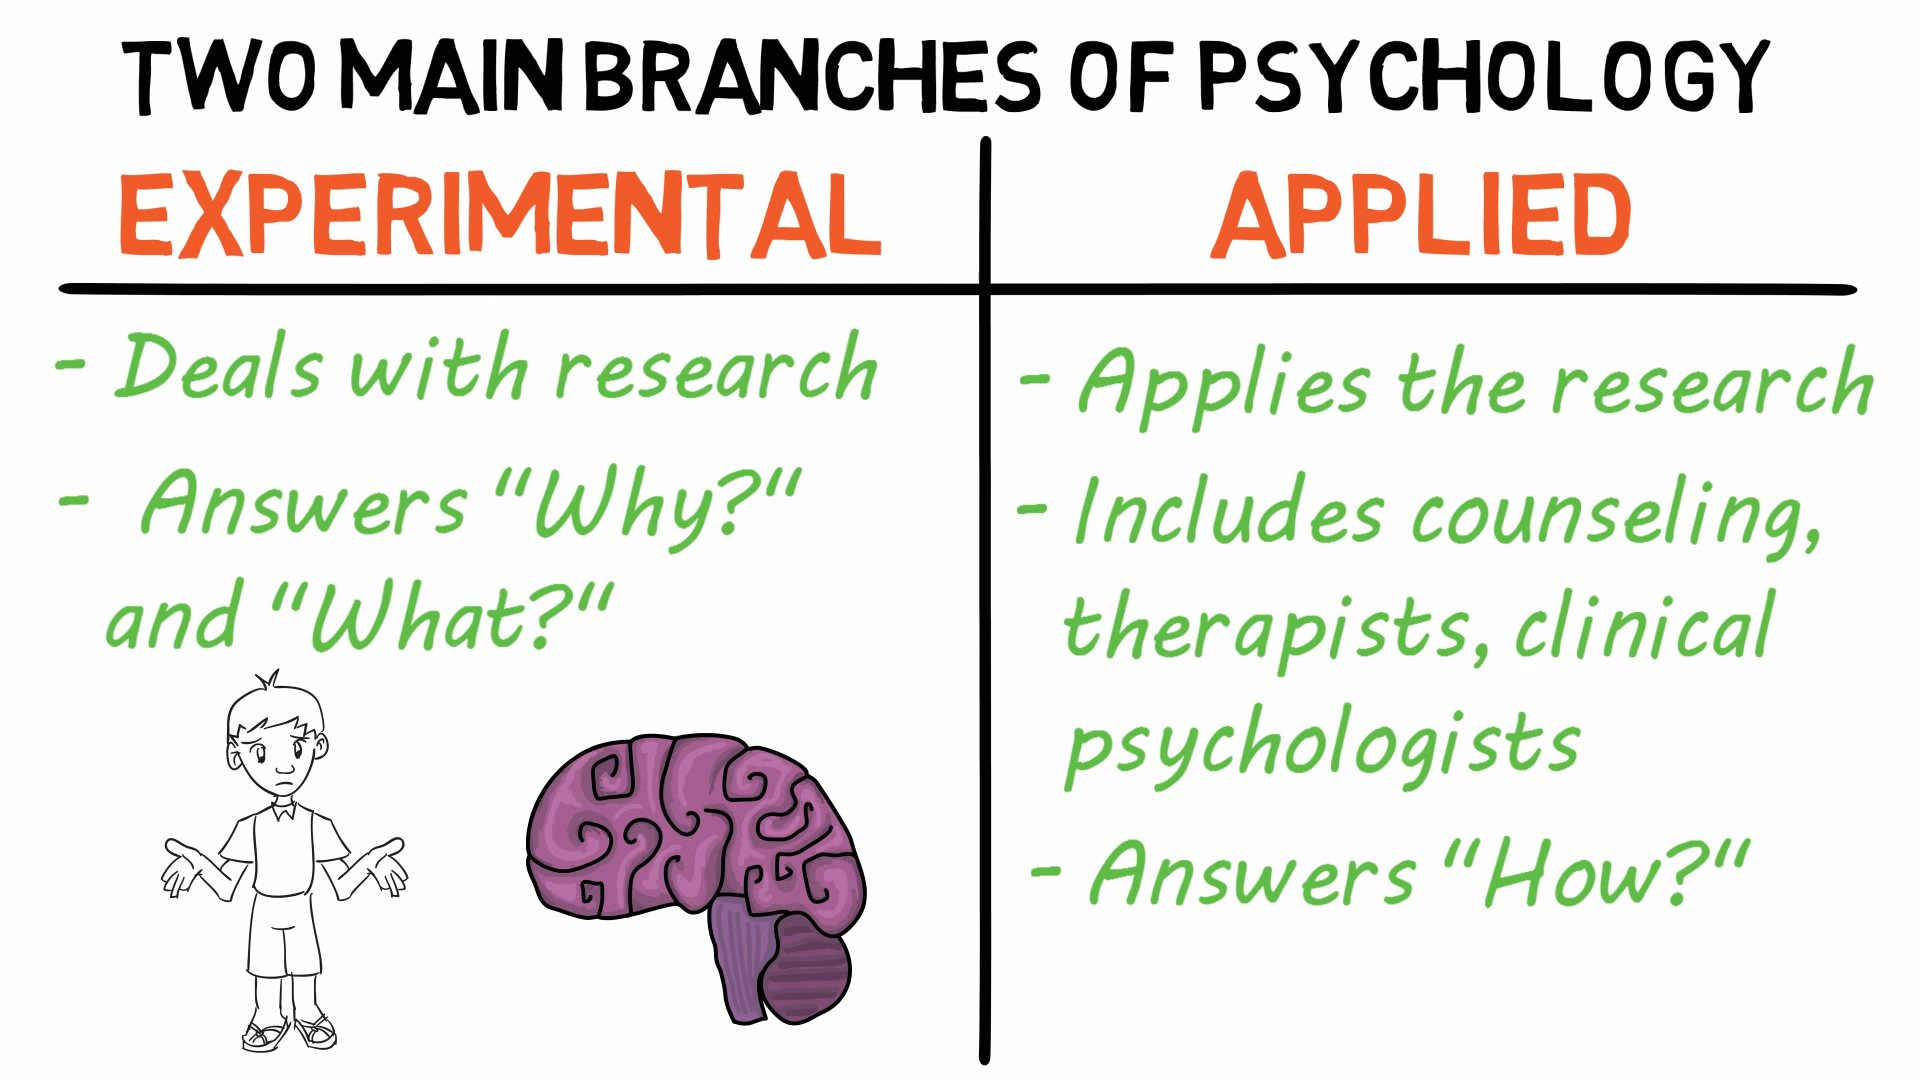 TWO MAIN BRANCHES OF PSYCHOLOGY
EXPERIMENTAL
- Deals with research
- Answers "Why?"
and "What?"
APPLIED
- Applies the research
- Includes counseling,
therapists, clinical
psychologists
- Answers "How?"